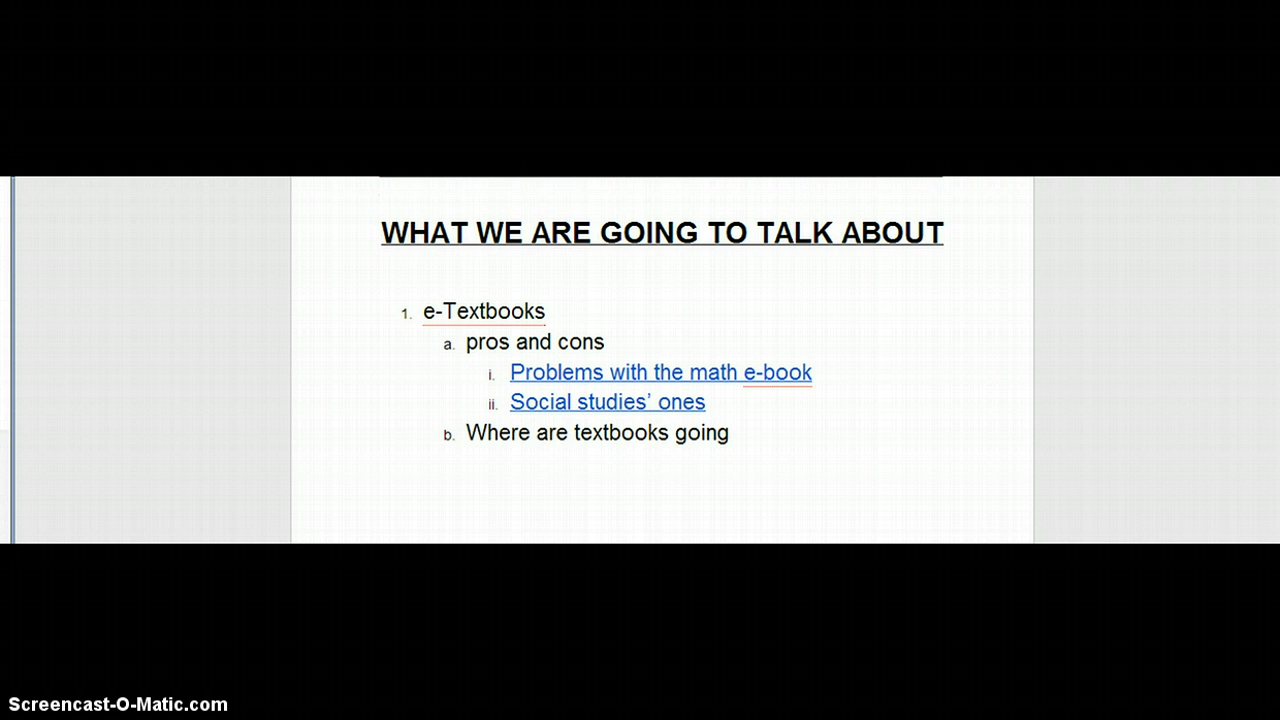 WHAT WE ARE GOING TO TALK ABOUT
1. e-Textbooks
a. pros and cons
i. Problems with the math e-book
ii. Social studies’ ones
b. Where are textbooks going
Screencast-O-Matic.com